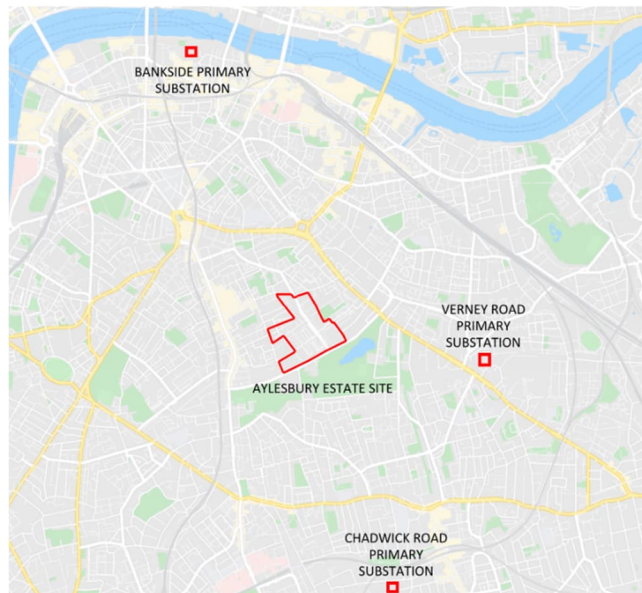 BANKSIDE PRIMARY
SUBSTATION
VERNEY ROAD
PRIMARY
SUBSTATION
AYLESBURY ESTATE SITE
CHADWICK ROAD
PRIMARY
SUBSTATION